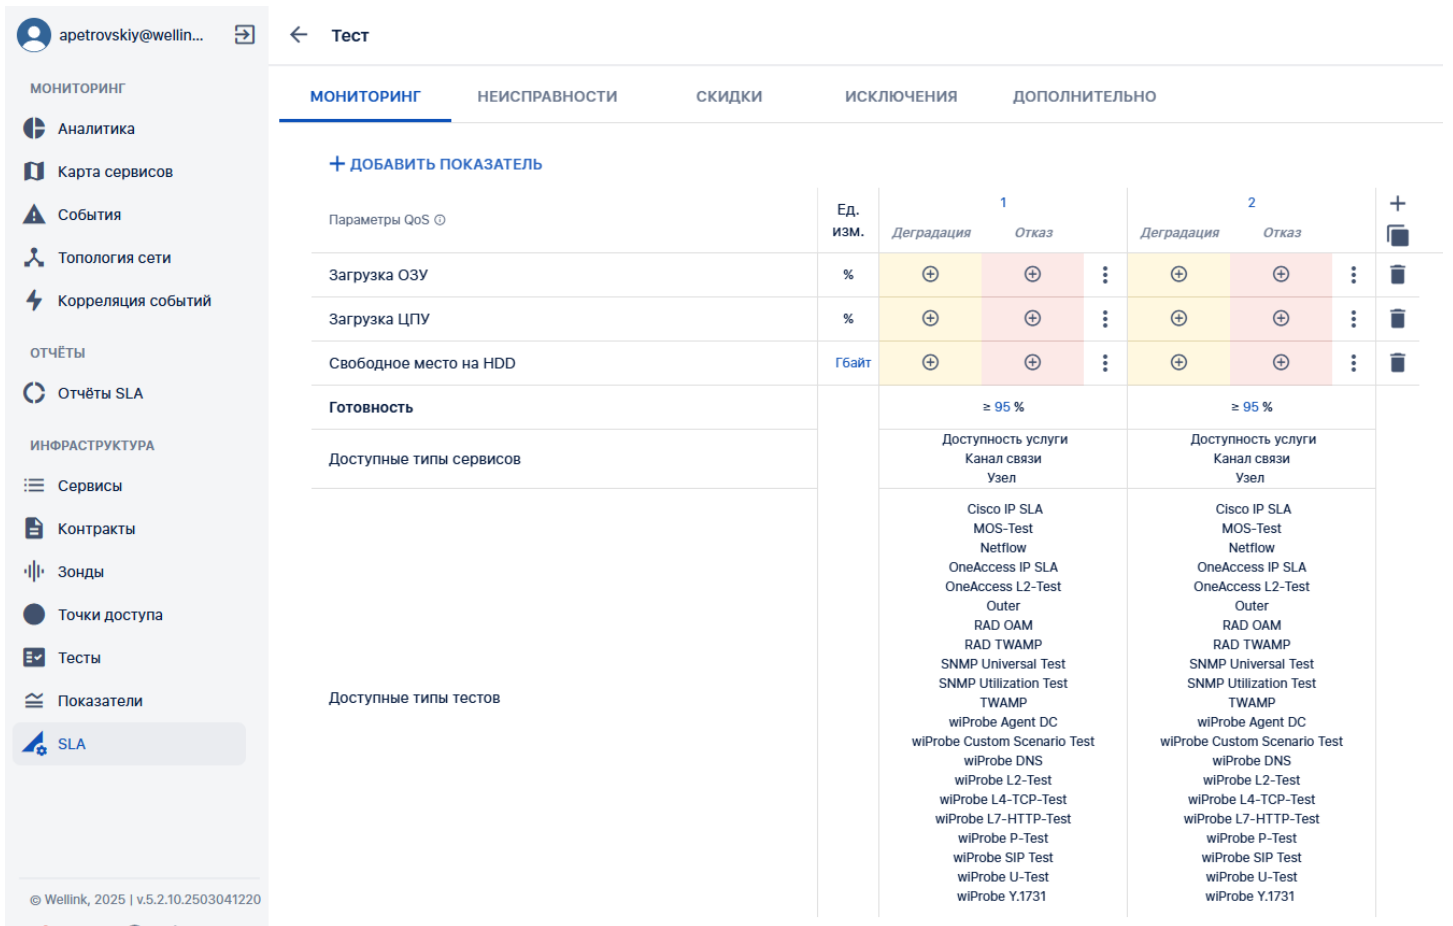 apetrovskiy@wellin...
МОНИТОРИНГ
Аналитика
Карта сервисов
События
Топология сети
Корреляция событий
ОТЧЁТЫ
Отчёты SLA
ИНФРАСТРУКТУРА
Сервисы
Контракты
Зонды
Точки доступа
Тесты
Показатели
SLA
© Wellink, 2025 | v.5.2.10.2503041220
Тест
МОНИТОРИНГ НЕИСПРАВНОСТИ СКИДКИ ИСКЛЮЧЕНИЯ ДОПОЛНИТЕЛЬНО
ДОБАВИТЬ ПОКАЗАТЕЛЬ
Параметры QoS Ед. изм. 1 2
Деградация Отказ Деградация Отказ
Загрузка ОЗУ %
Загрузка ЦПУ %
Свободное место на HDD Гбайт
Готовность ≥ 95 % ≥ 95 %
Доступные типы сервисов
Доступность услуги Доступность услуги
Канал связи Канал связи
Узел Узел
Доступные типы тестов
Cisco IP SLA Cisco IP SLA
MOS-Test MOS-Test
Netflow Netflow
OneAccess IP SLA OneAccess IP SLA
OneAccess L2-Test OneAccess L2-Test
Outer Outer
RAD OAM RAD OAM
RAD TWAMP RAD TWAMP
SNMP Universal Test SNMP Universal Test
SNMP Utilization Test SNMP Utilization Test
TWAMP TWAMP
wiProbe Agent DC wiProbe Agent DC
wiProbe Custom Scenario Test wiProbe Custom Scenario Test
wiProbe DNS wiProbe DNS
wiProbe L2-Test wiProbe L2-Test
wiProbe L4-TCP-Test wiProbe L4-TCP-Test
wiProbe L7-HTTP-Test wiProbe L7-HTTP-Test
wiProbe P-Test wiProbe P-Test
wiProbe SIP Test wiProbe SIP Test
wiProbe U-Test wiProbe U-Test
wiProbe Y.1731 wiProbe Y.1731